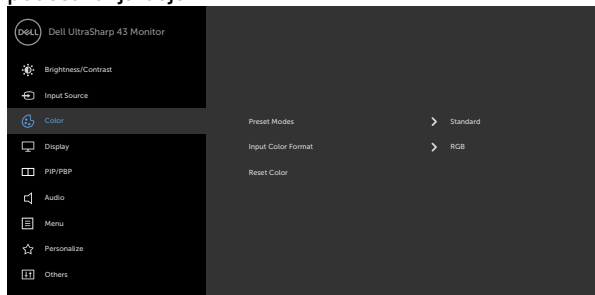 DELL
Dell UltraSharp 43 Monitor
Brightness/Contrast
Input Source
Color
Preset Modes
Standard
Display
Input Color Format
RGB
PIP/PBP
Reset Color
Audio
Menu
Personalize
Others